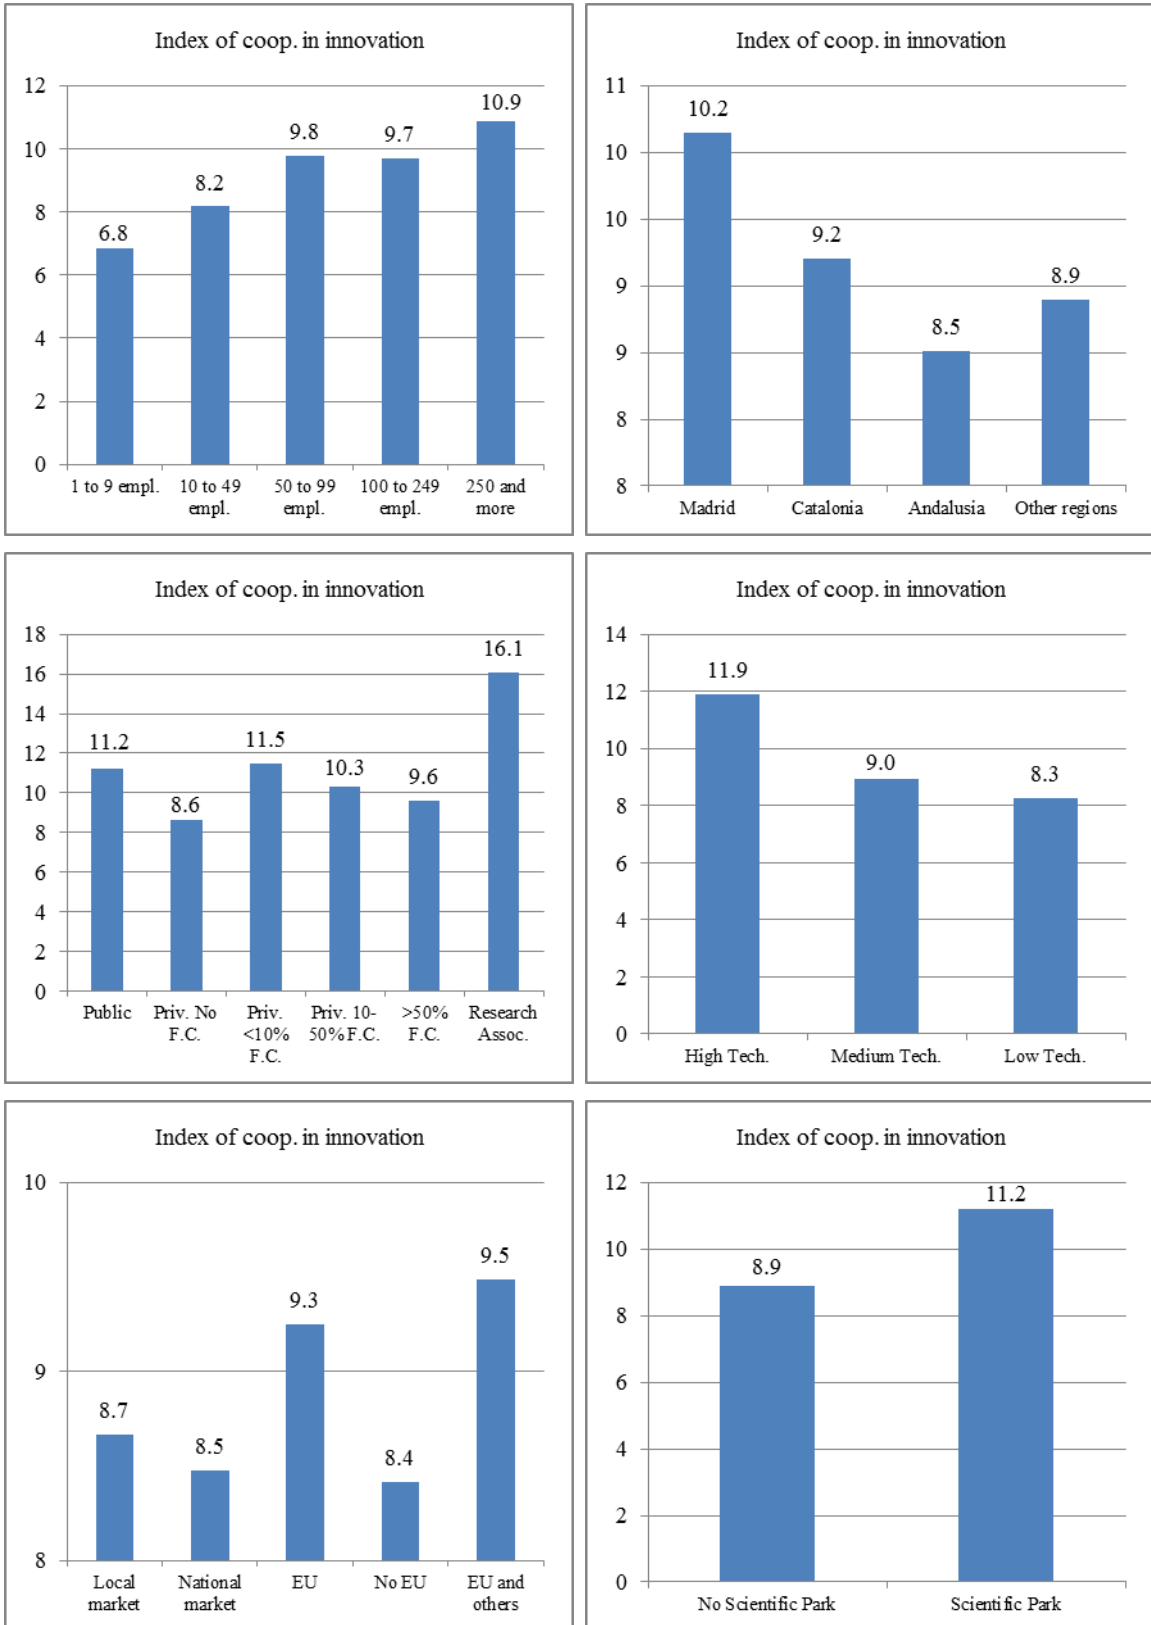 Index of coop. in innovation
12
10
8
6
4
2
0
6.8
8.2
9.8
9.7
10.9
1 to 9 empl.
10 to 49
empl.
50 to 99
empl.
100 to 249
empl.
250 and
more
Index of coop. in innovation
11
10
10
9
9
8
8
10.2
9.2
8.5
8.9
Madrid
Catalonia
Andalusia
Other regions
Index of coop. in innovation
18
16
14
12
10
8
6
4
2
0
11.2
8.6
11.5
10.3
9.6
16.1
Public
Priv. No
F.C.
Priv.
<10%
F.C.
Priv. 10-
50% F.C.
>50%
F.C.
Research
Assoc.
Index of coop. in innovation
14
12
10
8
6
4
2
0
11.9
9.0
8.3
High Tech.
Medium Tech.
Low Tech.
Index of coop. in innovation
10
9
8
8.7
8.5
9.3
8.4
9.5
Local
market
National
market
EU
No EU
EU and
others
Index of coop. in innovation
12
10
8
6
4
2
0
8.9
11.2
No Scientific Park
Scientific Park